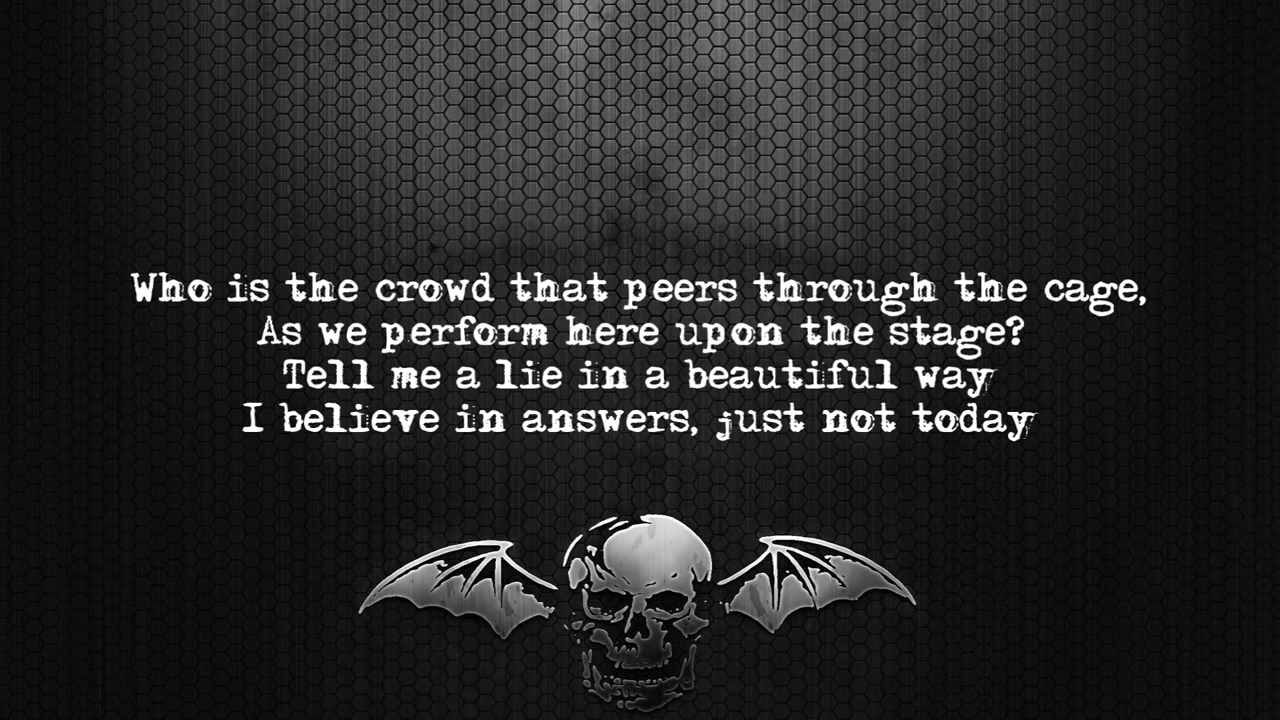 Who is the crowd that peers through the cage,
As we perform here upon the stage?
Tell me a lie in a beautiful way
I believe in answers, just not today